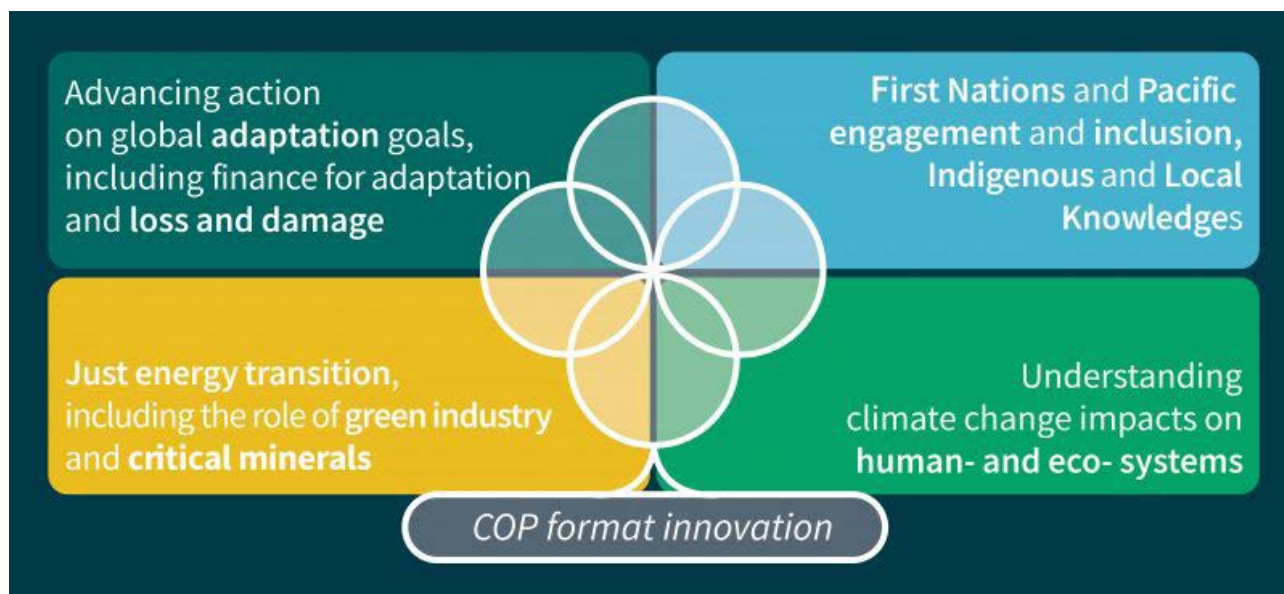 Advancing action
on global adaptation goals,
including finance for adaptation
and loss and damage
First Nations and Pacific
engagement and inclusion,
Indigenous and Local
Knowledges
Just energy transition,
including the role of green industry
and critical minerals
Understanding
climate change impacts on
human- and eco- systems
COP format innovation